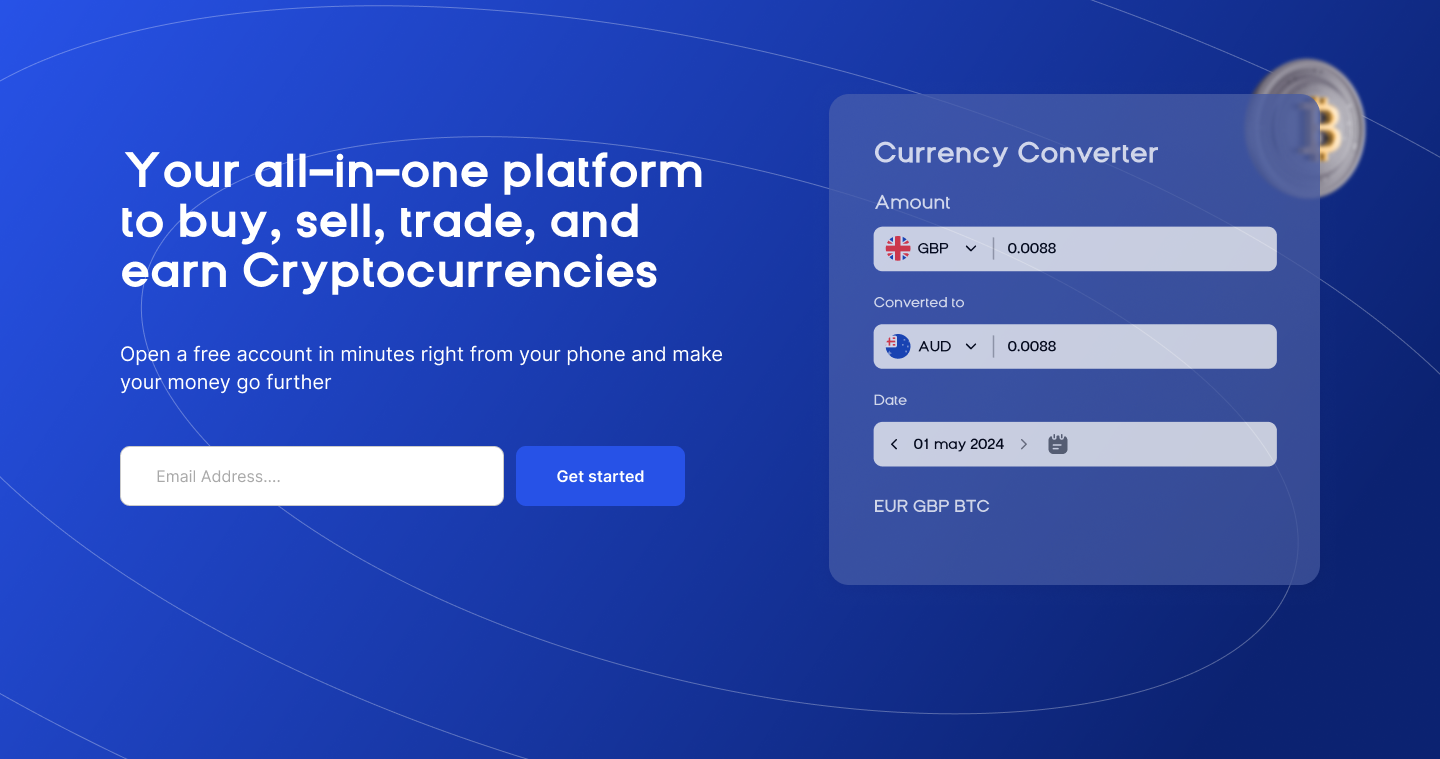 Your all-in-one platform
to buy, sell, trade, and
earn Cryptocurrencies
Open a free account in minutes right from your phone and make
your money go further
Email Address....
Get started
Currency Converter
Amount
GBP 0.0088
Converted to
AUD 0.0088
Date
01 may 2024
EUR GBP BTC